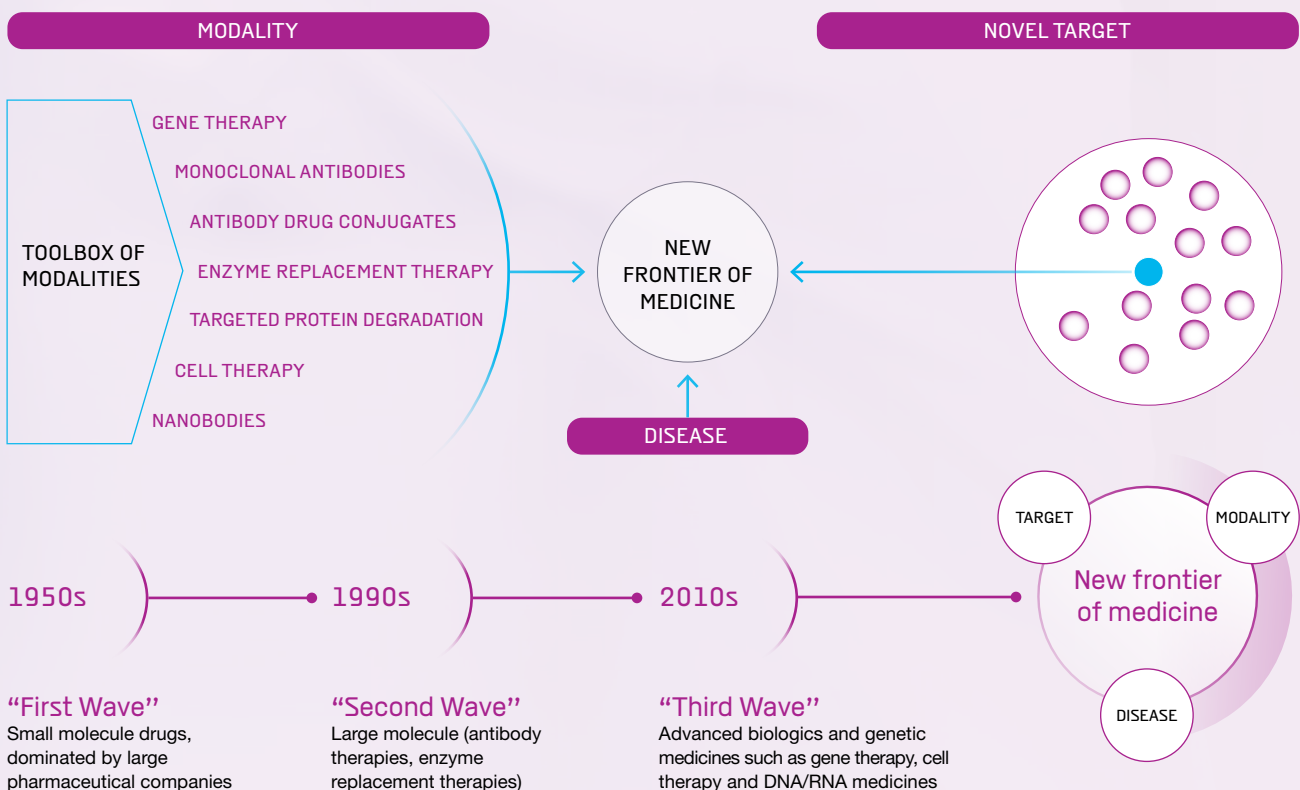 MODALITY
NOVEL TARGET
TOOLBOX OF
MODALITIES
GENE THERAPY
MONOCLONAL ANTIBODIES
ANTIBODY DRUG CONJUGATES
ENZYME REPLACEMENT THERAPY
TARGETED PROTEIN DEGRADATION
CELL THERAPY
NANOBODIES
NEW
FRONTIER OF
MEDICINE
DISEASE
1950s
1990s
2010s
TARGET
MODALITY
New frontier
of medicine
DISEASE
“First Wave”
Small molecule drugs,
dominated by large
pharmaceutical companies
“Second Wave”
Large molecule (antibody
therapies, enzyme
replacement therapies)
“Third Wave”
Advanced biologics and genetic
medicines such as gene therapy, cell
therapy and DNA/RNA medicines